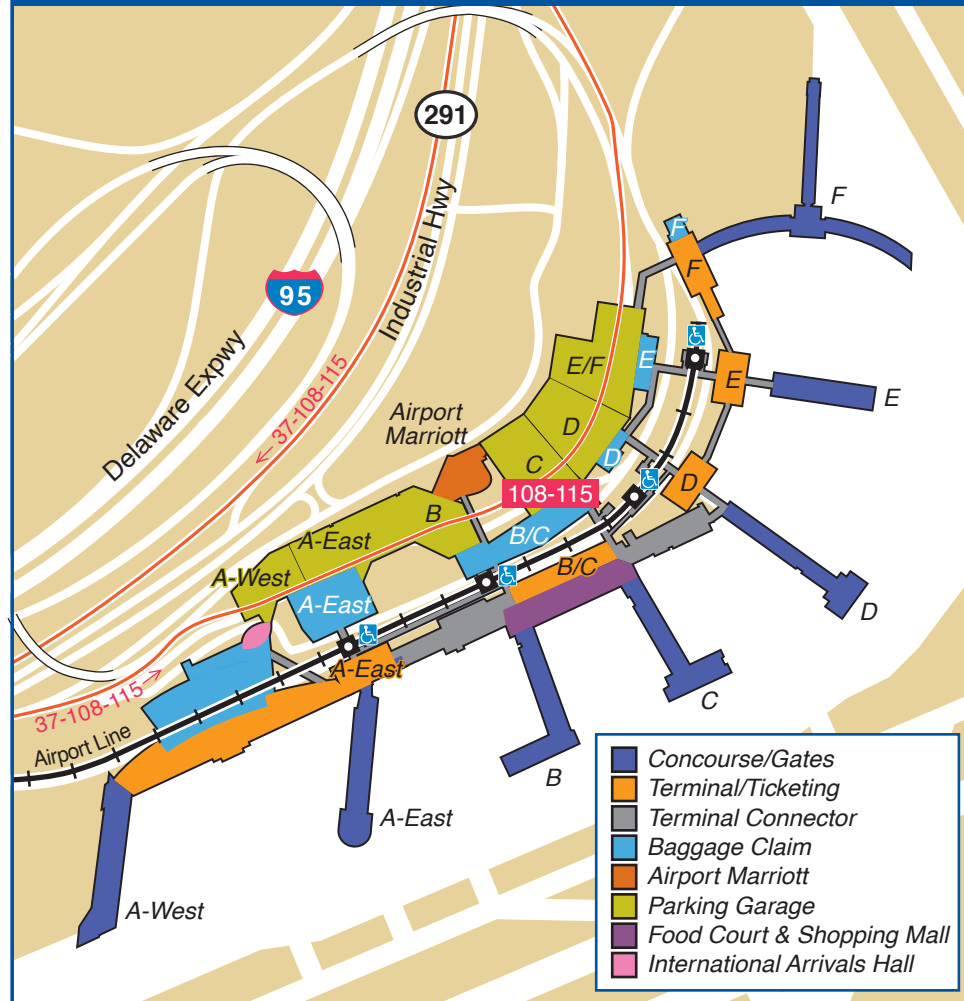 291
95
Industrial Hwy
Delaware Expwy
← 37-108-115
37-108-115 →
Airport Line
Airport
Marriott
108-115
F
F
F
E/F
E
E
E
D
D
D
D
C
C
B
B/C
B/C
B
A-East
A-East
A-East
A-East
A-West
A-West
Concourse/Gates
Terminal/Ticketing
Terminal Connector
Baggage Claim
Airport Marriott
Parking Garage
Food Court & Shopping Mall
International Arrivals Hall